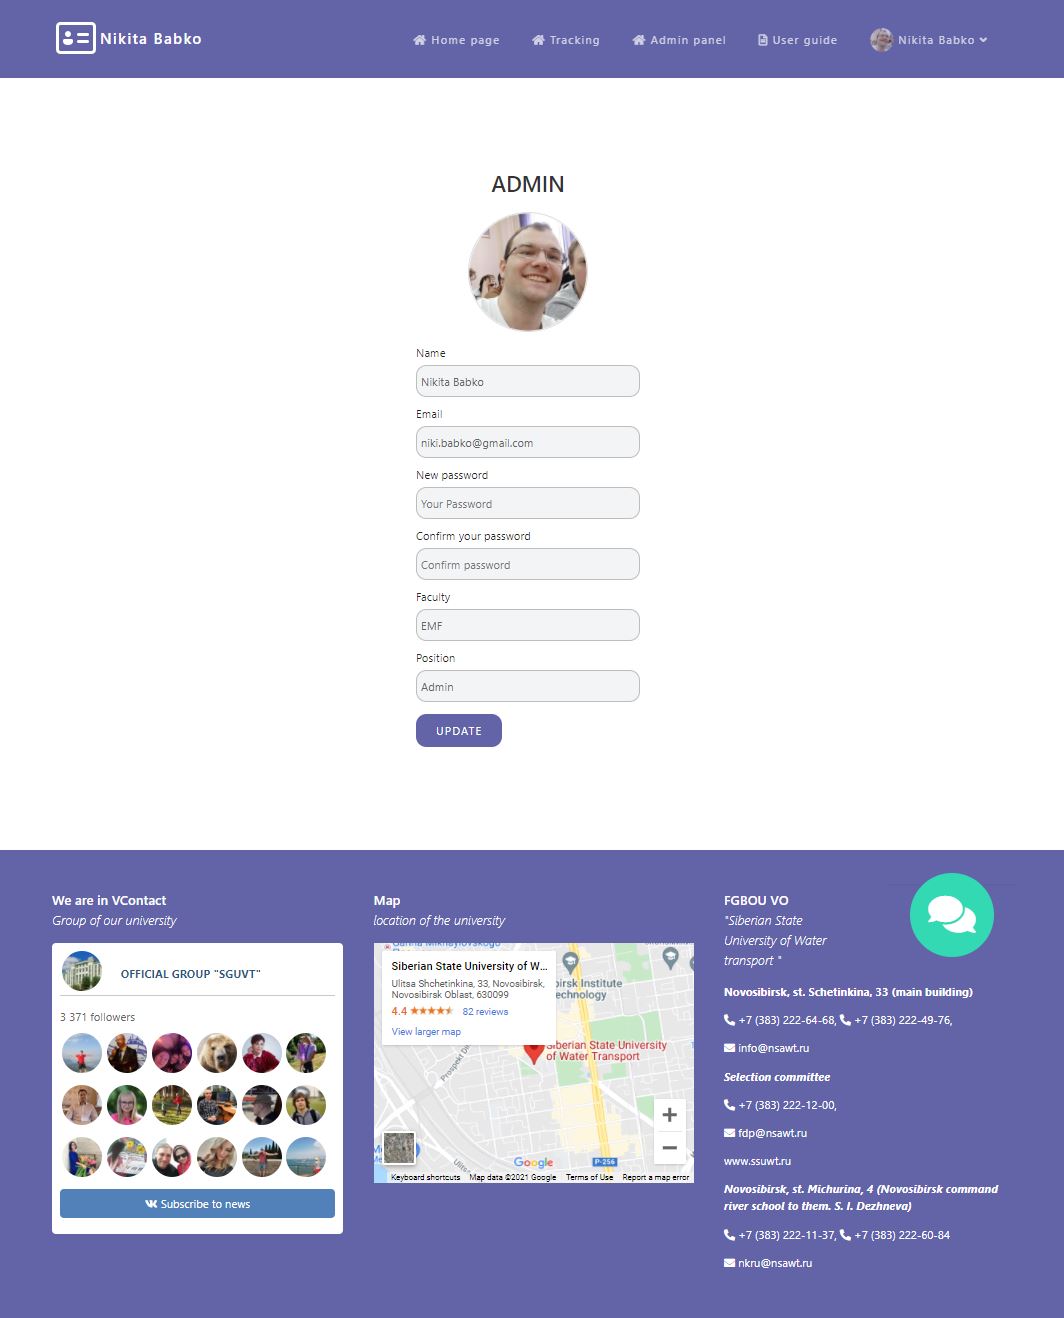 Nikita Babko
Home page
Tracking
Admin panel
User guide
Nikita Babko
ADMIN
Name
Nikita Babko
Email
niki.babko@gmail.com
New password
Your Password
Confirm your password
Confirm password
Faculty
EMF
Position
Admin
UPDATE
We are in VContact
Group of our university
OFFICIAL GROUP "SGUVT"
3 371 followers
Subscribe to news
Map
location of the university
Siberian State University of W...
Ulitsa Shchetinkina, 33, Novosibirsk,
Novosibirsk Oblast, 630099
4.4
82 reviews
View larger map
birsk Institute
echnology
Siberian State University
of Water Transport
Prospekt Di
Ulits
Google
P-256
Keyboard shortcuts
Map data ©2021 Google
Terms of Use
Report a map error
FGBOU VO
"Siberian State
University of Water
transport "
Novosibirsk, st. Schetinkina, 33 (main building)
+7 (383) 222-64-68, +7 (383) 222-49-76,
info@nsawt.ru
Selection committee
+7 (383) 222-12-00,
fdp@nsawt.ru
www.ssuwt.ru
Novosibirsk, st. Michurina, 4 (Novosibirsk command
river school to them. S. I. Dezhneva)
+7 (383) 222-11-37, +7 (383) 222-60-84
nkru@nsawt.ru